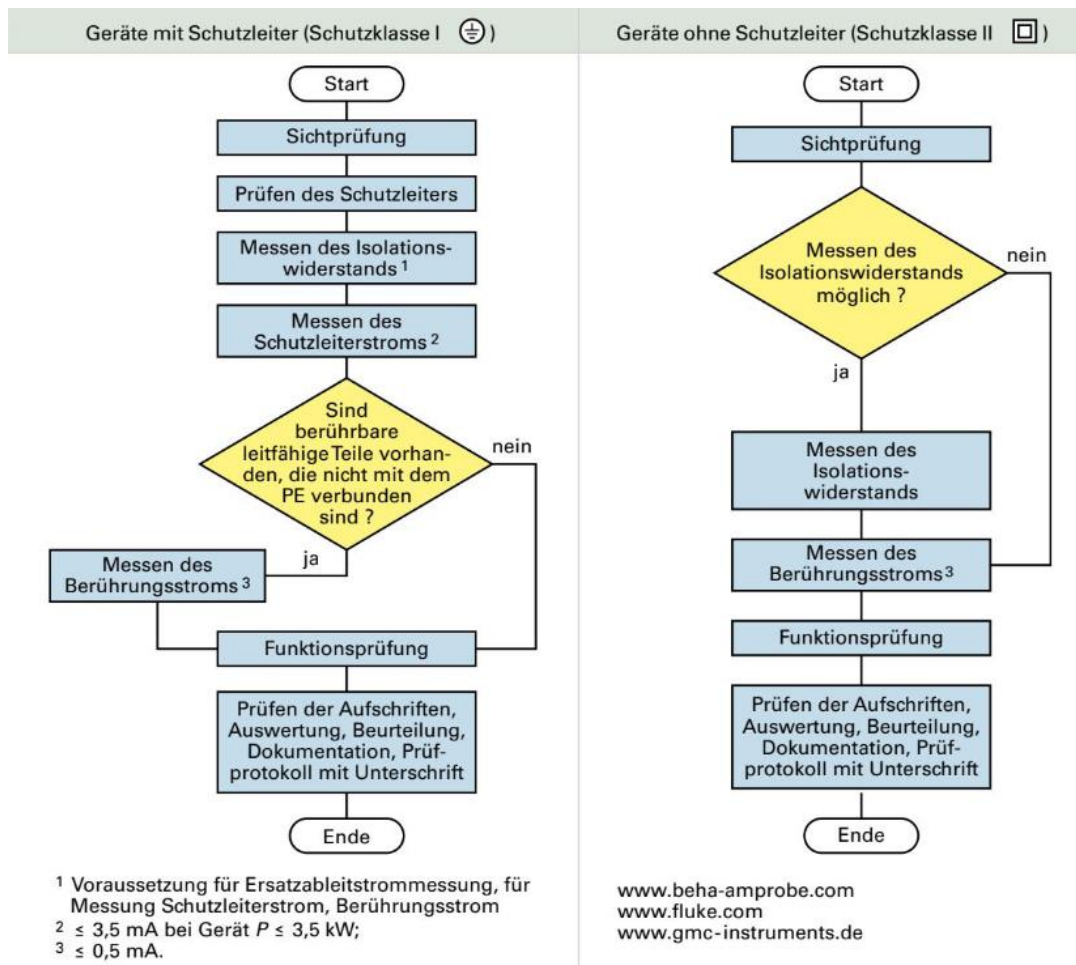 Geräte mit Schutzleiter (Schutzklasse I )
Start
Sichtprüfung
Prüfen des Schutzleiters
Messen des Isolations-
widerstands 1
Messen des
Schutzleiterstroms 2
Sind
berührbare
leitfähige Teile vorhan-
den, die nicht mit dem
PE verbunden
sind ?
nein
ja
Messen des
Berührungsstroms 3
Funktionsprüfung
Prüfen der Aufschriften,
Auswertung, Beurteilung,
Dokumentation, Prüf-
protokoll mit Unterschrift
Ende
1 Voraussetzung für Ersatzableitstrommessung, für
Messung Schutzleiterstrom, Berührungsstrom
2 ≤ 3,5 mA bei Gerät P ≤ 3,5 kW;
3 ≤ 0,5 mA.
Geräte ohne Schutzleiter (Schutzklasse II )
Start
Sichtprüfung
Messen des
Isolationswiderstands
möglich ?
nein
ja
Messen des
Isolations-
widerstands
Messen des
Berührungsstroms 3
Funktionsprüfung
Prüfen der Aufschriften,
Auswertung, Beurteilung,
Dokumentation, Prüf-
protokoll mit Unterschrift
Ende
www.beha-amprobe.com
www.fluke.com
www.gmc-instruments.de